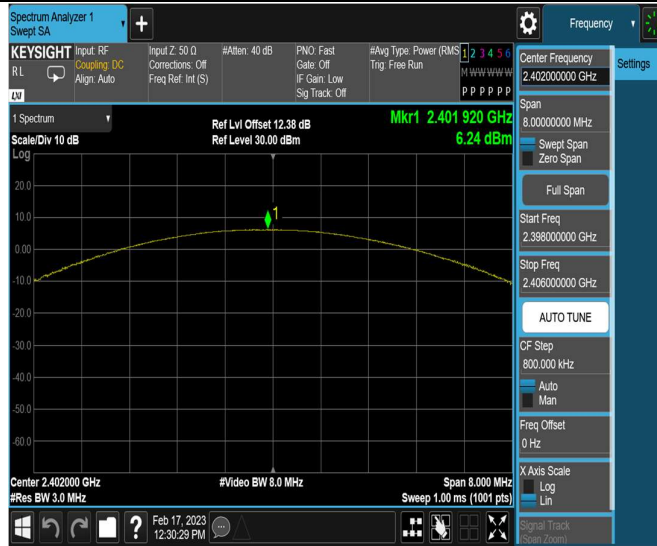 Spectrum Analyzer 1
Swept SA
Frequency
KEYSIGHT
Input: RF
Coupling: DC
Align: Auto
Input Z: 50 Ω
Corrections: Off
Freq Ref: Int (S)
#Atten: 40 dB
PNO: Fast
Gate: Off
IF Gain: Low
Sig Track: Off
#Avg Type: Power (RMS
Trig: Free Run
1 2 3 4 5 6
M W W W W W
P P P P P P
R L
LXI
1 Spectrum
Scale/Div 10 dB
Log
Ref Lvl Offset 12.38 dB
Ref Level 30.00 dBm
Mkr1 2.401 920 GHz
6.24 dBm
1
20.0
10.0
0.00
-10.0
-20.0
-30.0
-40.0
-50.0
-60.0
Center 2.402000 GHz
#Res BW 3.0 MHz
#Video BW 8.0 MHz
Span 8.000 MHz
Sweep 1.00 ms (1001 pts)
Center Frequency
2.402000000 GHz
Settings
Span
8.00000000 MHz
Swept Span
Zero Span
Full Span
Start Freq
2.398000000 GHz
Stop Freq
2.406000000 GHz
AUTO TUNE
CF Step
800.000 kHz
Auto
Man
Freq Offset
0 Hz
X Axis Scale
Log
Lin
Signal Track
(Span Zoom)
?
Feb 17, 2023
12:30:29 PM